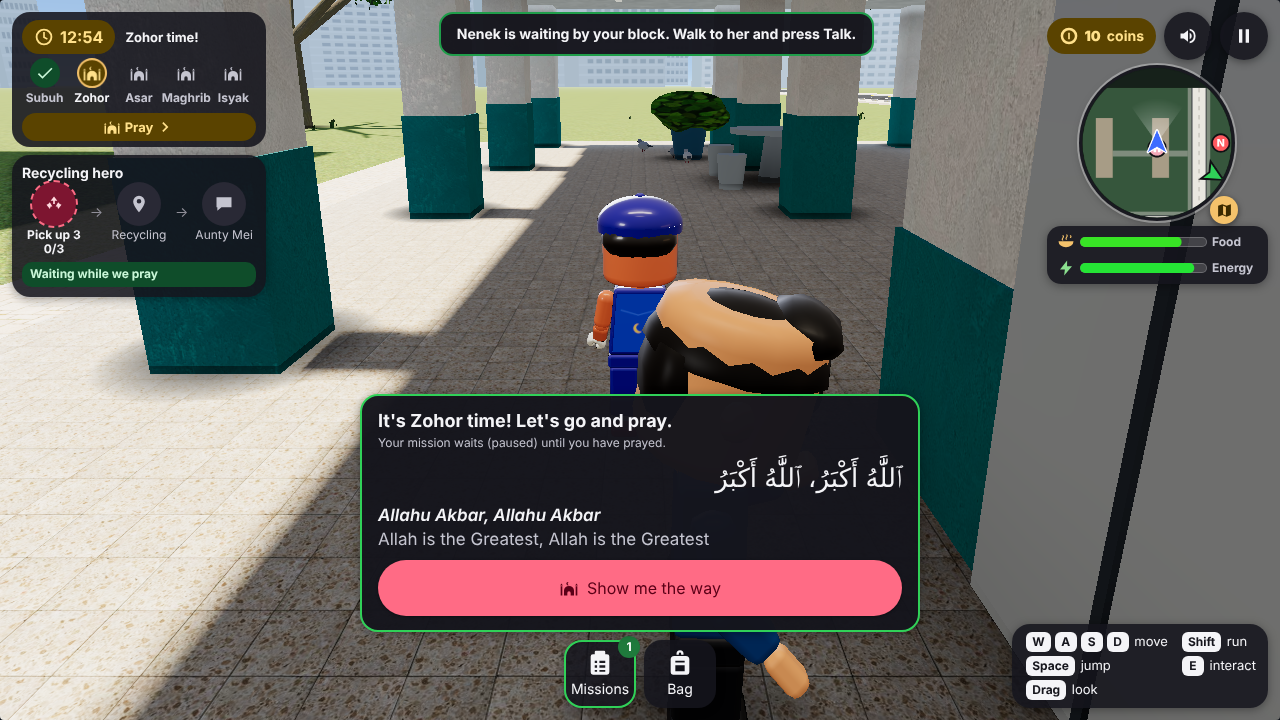 12:54 Zohor time!
Subuh Zohor Asar Maghrib Isyak
Pray
Recycling hero
Pick up 3 Recycling Aunty Mei
0/3
Waiting while we pray
Nenek is waiting by your block. Walk to her and press Talk.
10 coins
N
Food
Energy
It's Zohor time! Let's go and pray.
Your mission waits (paused) until you have prayed.
ٱللَّهُ أَكْبَرُ، ٱللَّهُ أَكْبَرُ
Allahu Akbar, Allahu Akbar
Allah is the Greatest, Allah is the Greatest
Show me the way
1
Missions Bag
W A S D move Shift run
Space jump E interact
Drag look